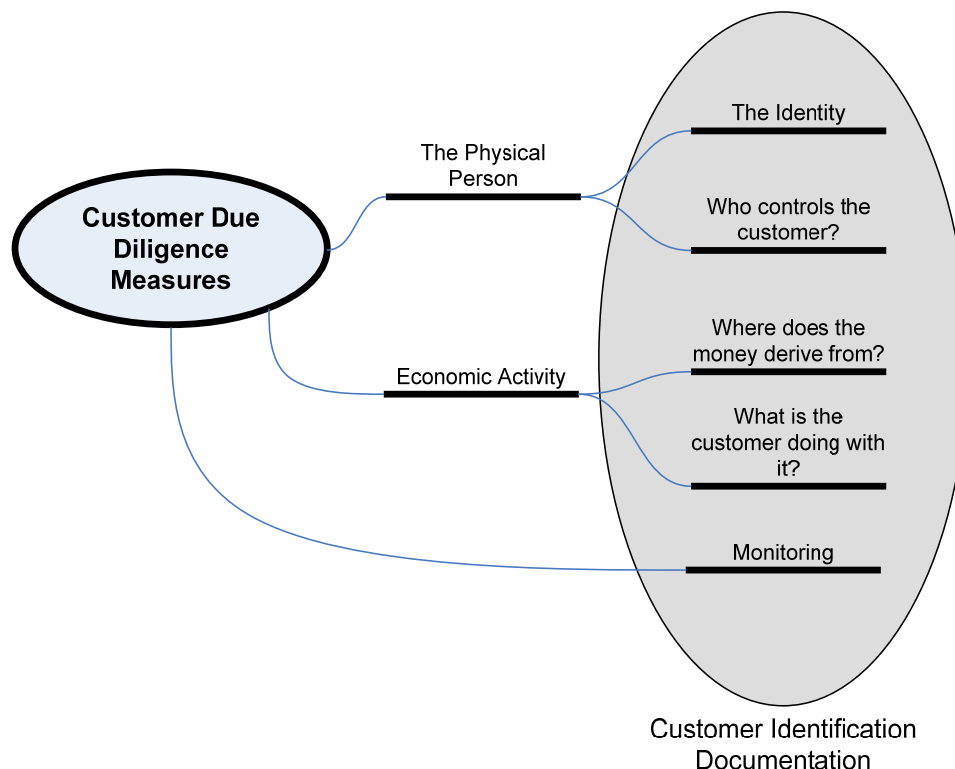 Customer Due
Diligence
Measures
The Physical
Person
Economic Activity
The Identity
Who controls the
customer?
Where does the
money derive from?
What is the
customer doing with
it?
Monitoring
Customer Identification
Documentation